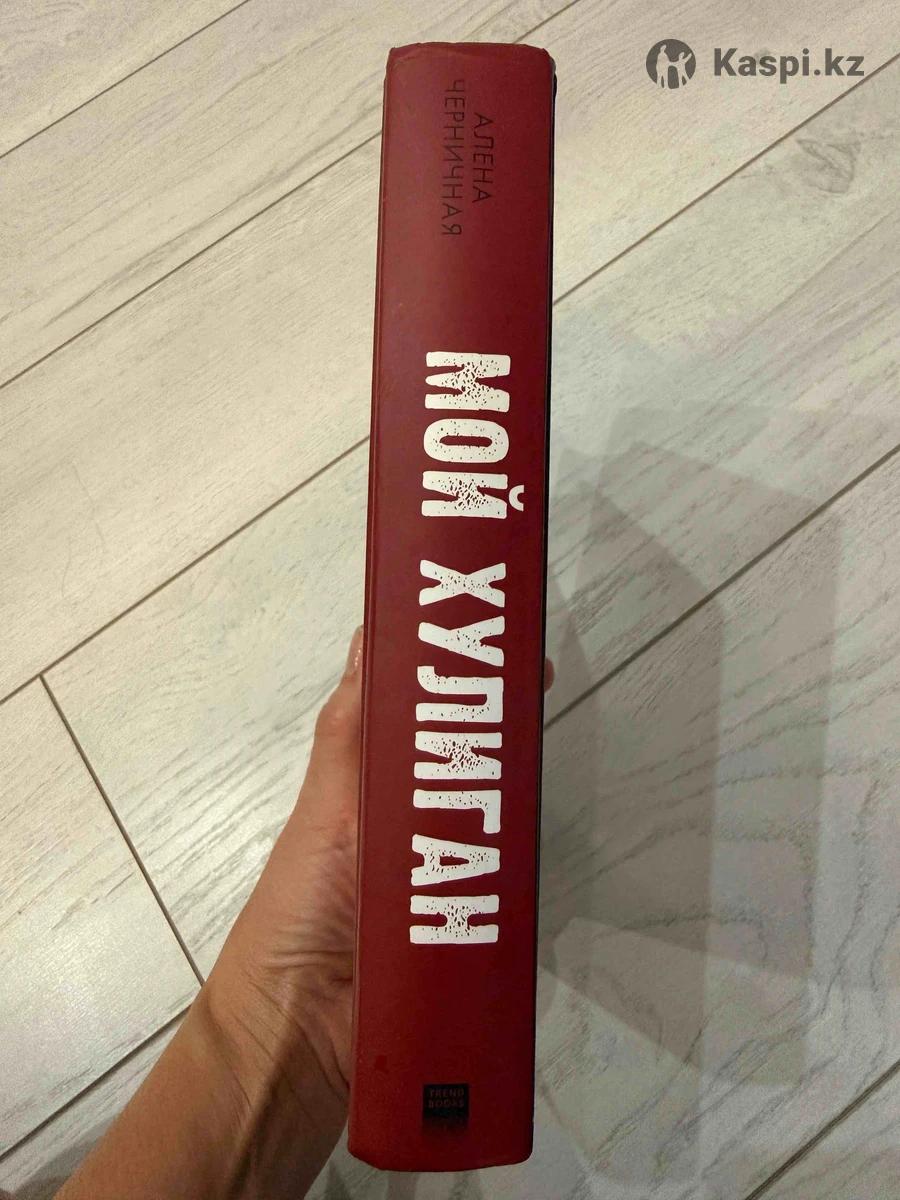 Kaspi.kz
АЛЕНА
ЧЕРНИЧНАЯ
МОЙ ХУЛИГАН
TREND
BOOKS